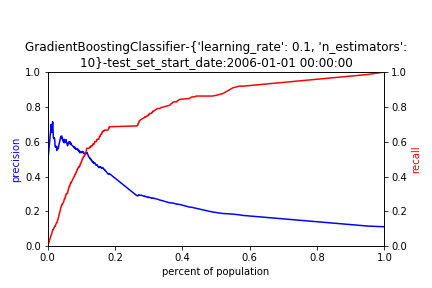 GradientBoostingClassifier-{'learning_rate': 0.1, 'n_estimators':
10}-test_set_start_date:2006-01-01 00:00:00
1.0
1.0
0.8
0.8
0.6
0.6
precision
recall
0.4
0.4
0.2
0.2
0.0
0.0
0.0 0.2 0.4 0.6 0.8 1.0
percent of population